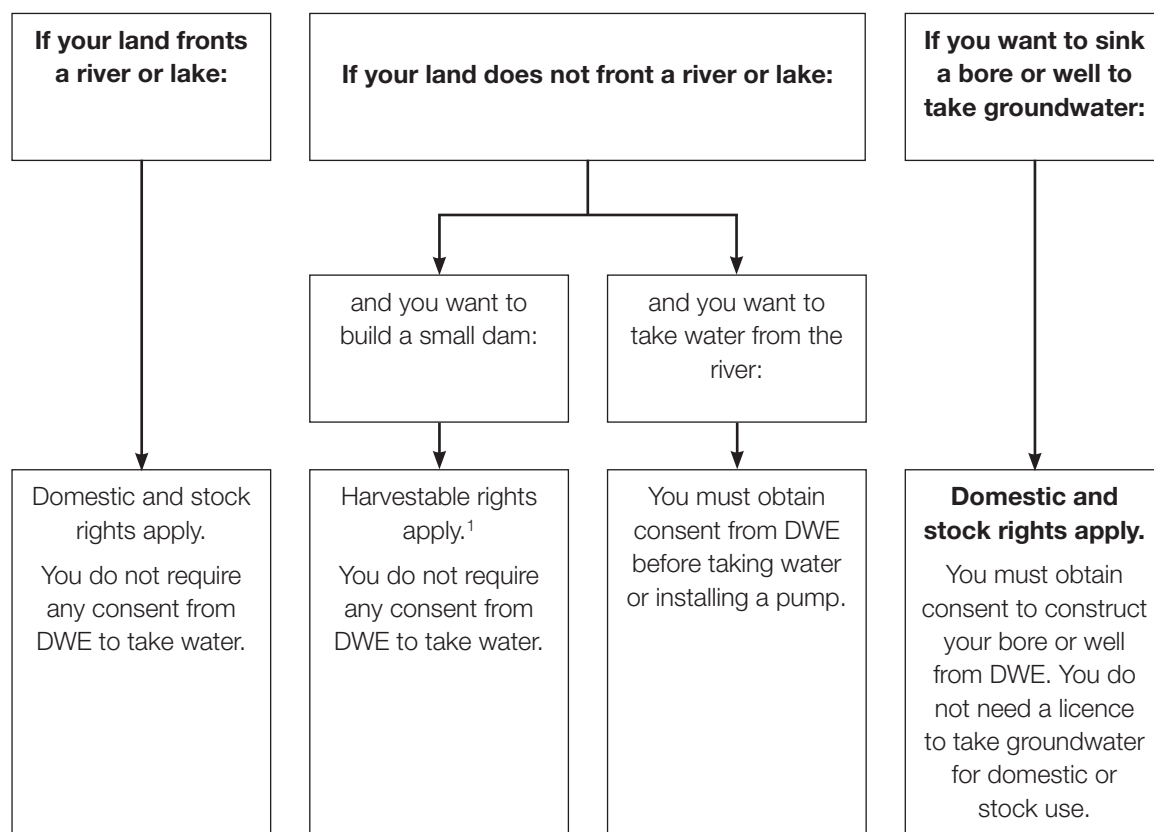 If your land fronts
a river or lake:
If your land does not front a river or lake:
If you want to sink
a bore or well to
take groundwater:
and you want to
build a small dam:
and you want to
take water from the
river:
Domestic and stock
rights apply.
You do not require
any consent from
DWE to take water.
Harvestable rights
apply.¹
You do not require
any consent from
DWE to take water.
You must obtain
consent from DWE
before taking water
or installing a pump.
Domestic and
stock rights apply.
You must obtain
consent to construct
your bore or well
from DWE. You do
not need a licence
to take groundwater
for domestic or
stock use.